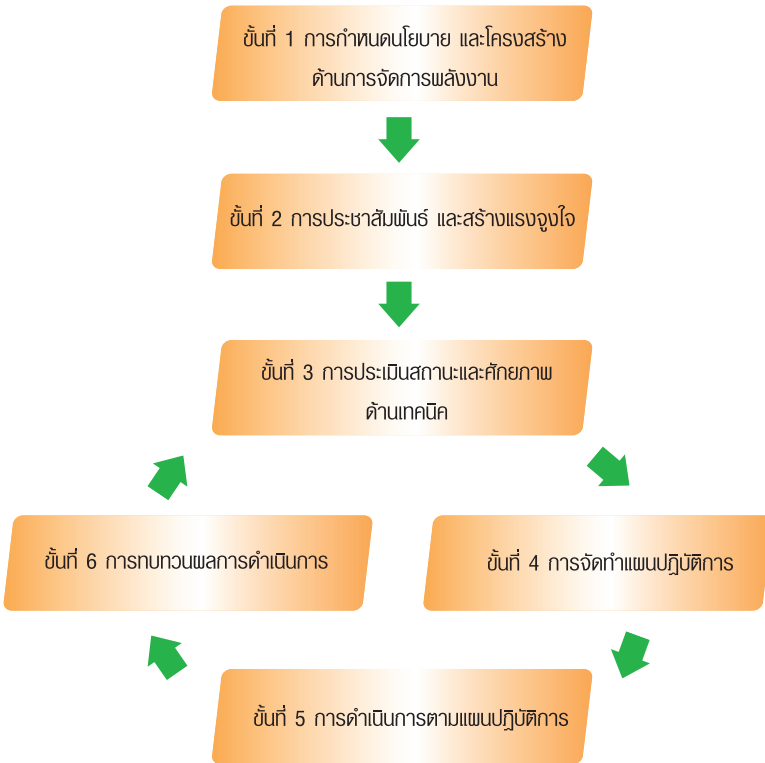 ขั้นที่ 1 การกำหนดนโยบาย และโครงสร้าง
ด้านการจัดการพลังงาน
ขั้นที่ 2 การประชาสัมพันธ์ และสร้างแรงจูงใจ
ขั้นที่ 3 การประเมินสถานะและศักยภาพ
ด้านเทคนิค
ขั้นที่ 4 การจัดทำแผนปฏิบัติการ
ขั้นที่ 5 การดำเนินการตามแผนปฏิบัติการ
ขั้นที่ 6 การทบทวนผลการดำเนินการ